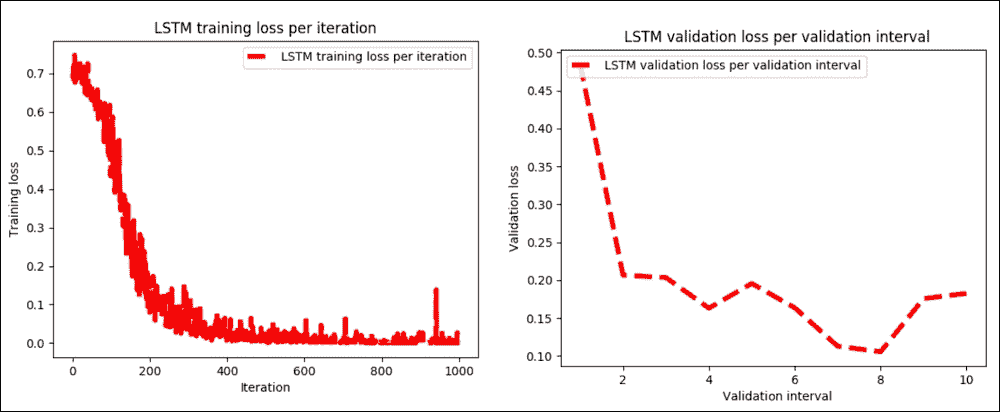 LSTM training loss per iteration
LSTM training loss per iteration
0.7
0.6
0.5
0.4
0.3
0.2
0.1
0.0
Training loss
0 200 400 600 800 1000
Iteration
LSTM validation loss per validation interval
LSTM validation loss per validation interval
0.50
0.45
0.40
0.35
0.30
0.25
0.20
0.15
0.10
Validation loss
2 4 6 8 10
Validation interval